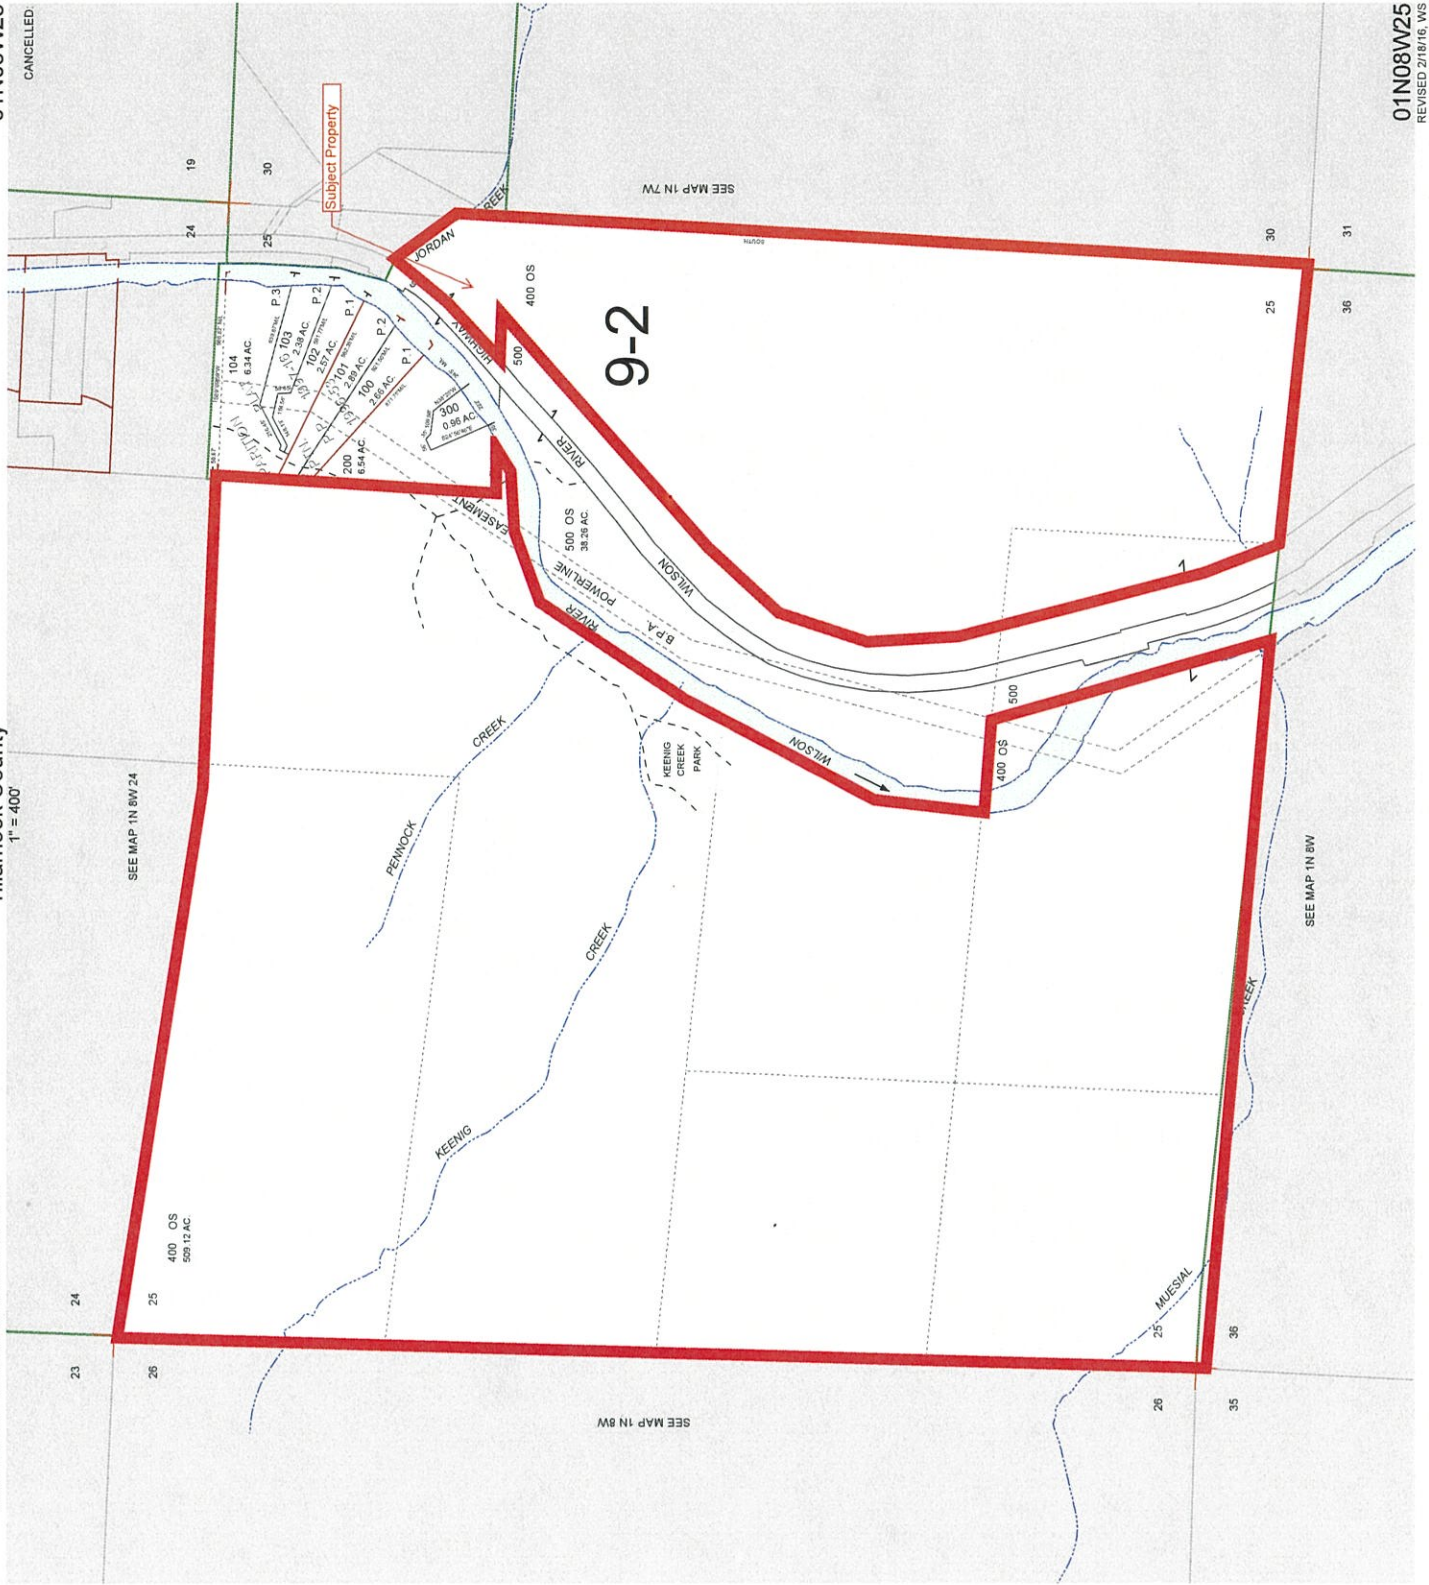 CANCELLED:
1" = 400'
SEE MAP 1N 8W 24
19
30
24
25
Subject Property
SEE MAP 1N 7W
JORDAN
CREEK
104
6.34 AC.
P.3
103
2.38 AC.
P.2
102
2.57 AC.
P.1
101
2.89 AC.
P.2
100
2.66 AC.
P.1
200
6.54 AC.
300
0.96 AC.
400 OS
500
9-2
WILSON
RIVER
HIGHWAY
500 OS
38.26 AC.
B.P.A.
POWERLINE
EASEMENT
WILSON
RIVER
PENNOCK
CREEK
KEENIG
CREEK
PARK
KEENIG
CREEK
400 OS
500
400 OS
509.12 AC.
24
25
23
26
SEE MAP 1N 8W
MUESIAL
CREEK
25
36
26
35
SEE MAP 1N 8W
30
31
25
36
SOUTH
01N08W25
REVISED 2/18/16, WS